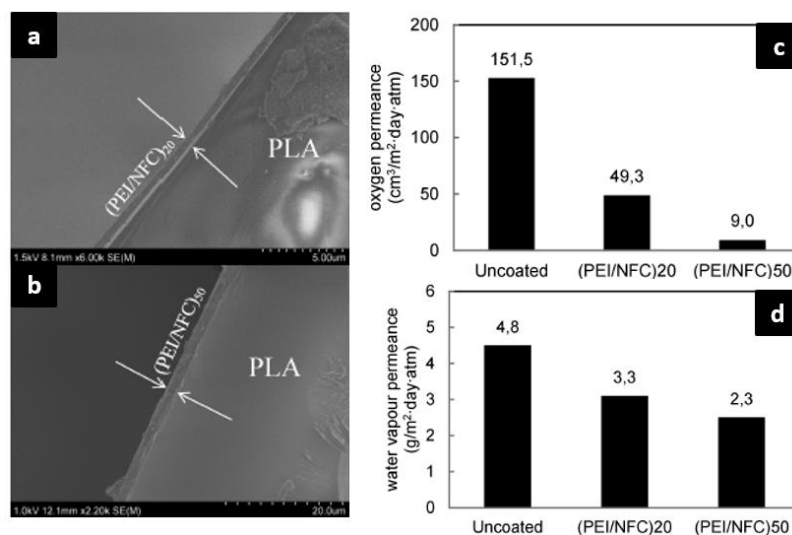 a
(PEI/NFC)20
PLA
1.5kV 8.1mm x6.00k SE(M)
5.00um
b
(PEI/NFC)50
PLA
1.0kV 12.1mm x2.20k SE(M)
20.0um
c
oxygen permeance
(cm³/m²·day·atm)
200
150
100
50
0
151,5
49,3
9,0
Uncoated
(PEI/NFC)20
(PEI/NFC)50
d
water vapour permeance
(g/m²·day·atm)
6
5
4
3
2
1
0
4,8
3,3
2,3
Uncoated
(PEI/NFC)20
(PEI/NFC)50